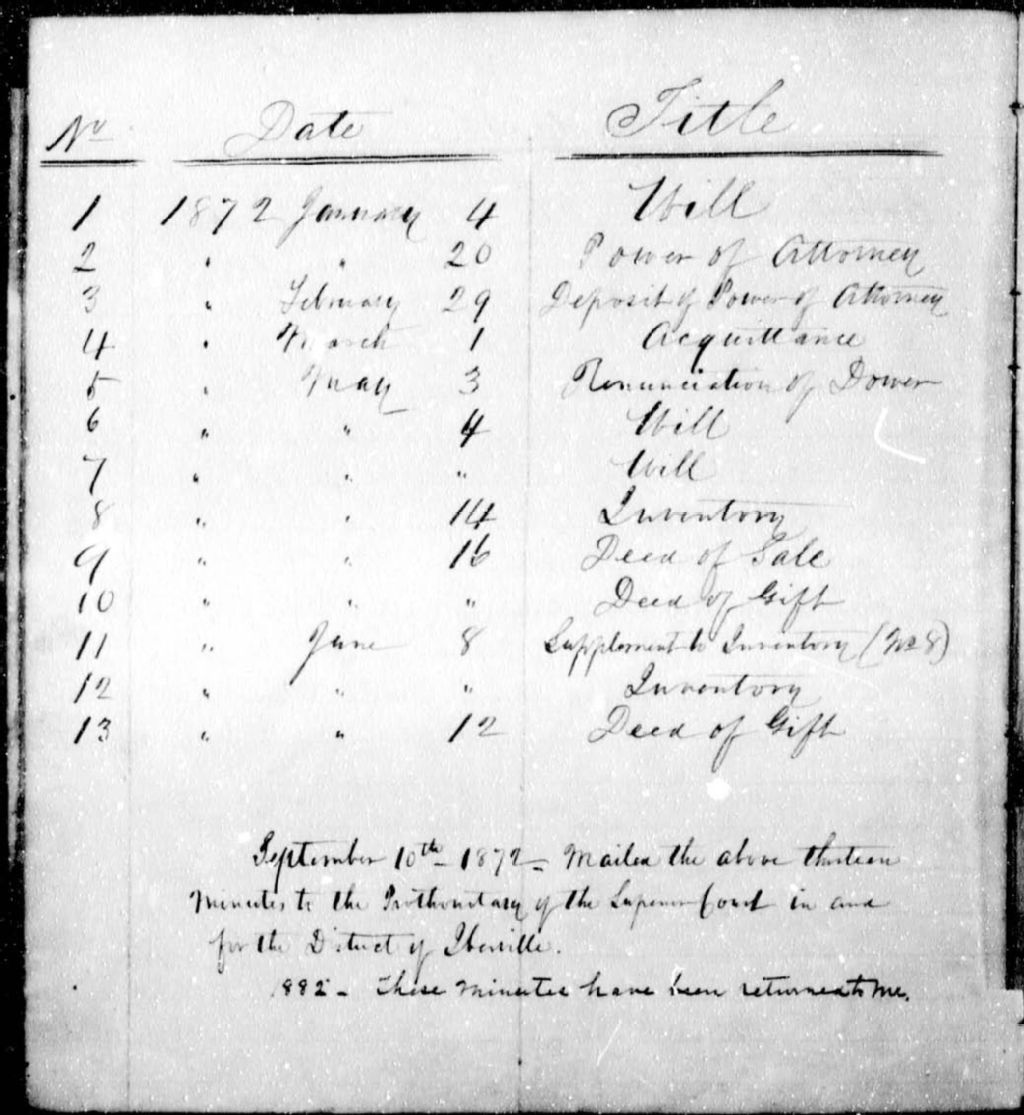 No Date Title
1 1872 January 4 Will
2 " " 20 Power of Attorney
3 " February 29 Deposit of Power of Attorney
4 " March 1 Acquittance
5 " May 3 Renunciation of Dower
6 " " 4 Will
7 " " " Will
8 " " 14 Inventory
9 " " 16 Deed of Sale
10 " " " Deed of Gift
11 " June 8 Supplement to Inventory (No 8)
12 " " " Inventory
13 " " 12 Deed of Gift
September 10th 1872 = Mailed the above thirteen
Minutes to the Prothonotary of the Superior Court in and
for the District of Iberville.
1882 - These minutes have been returned to me.